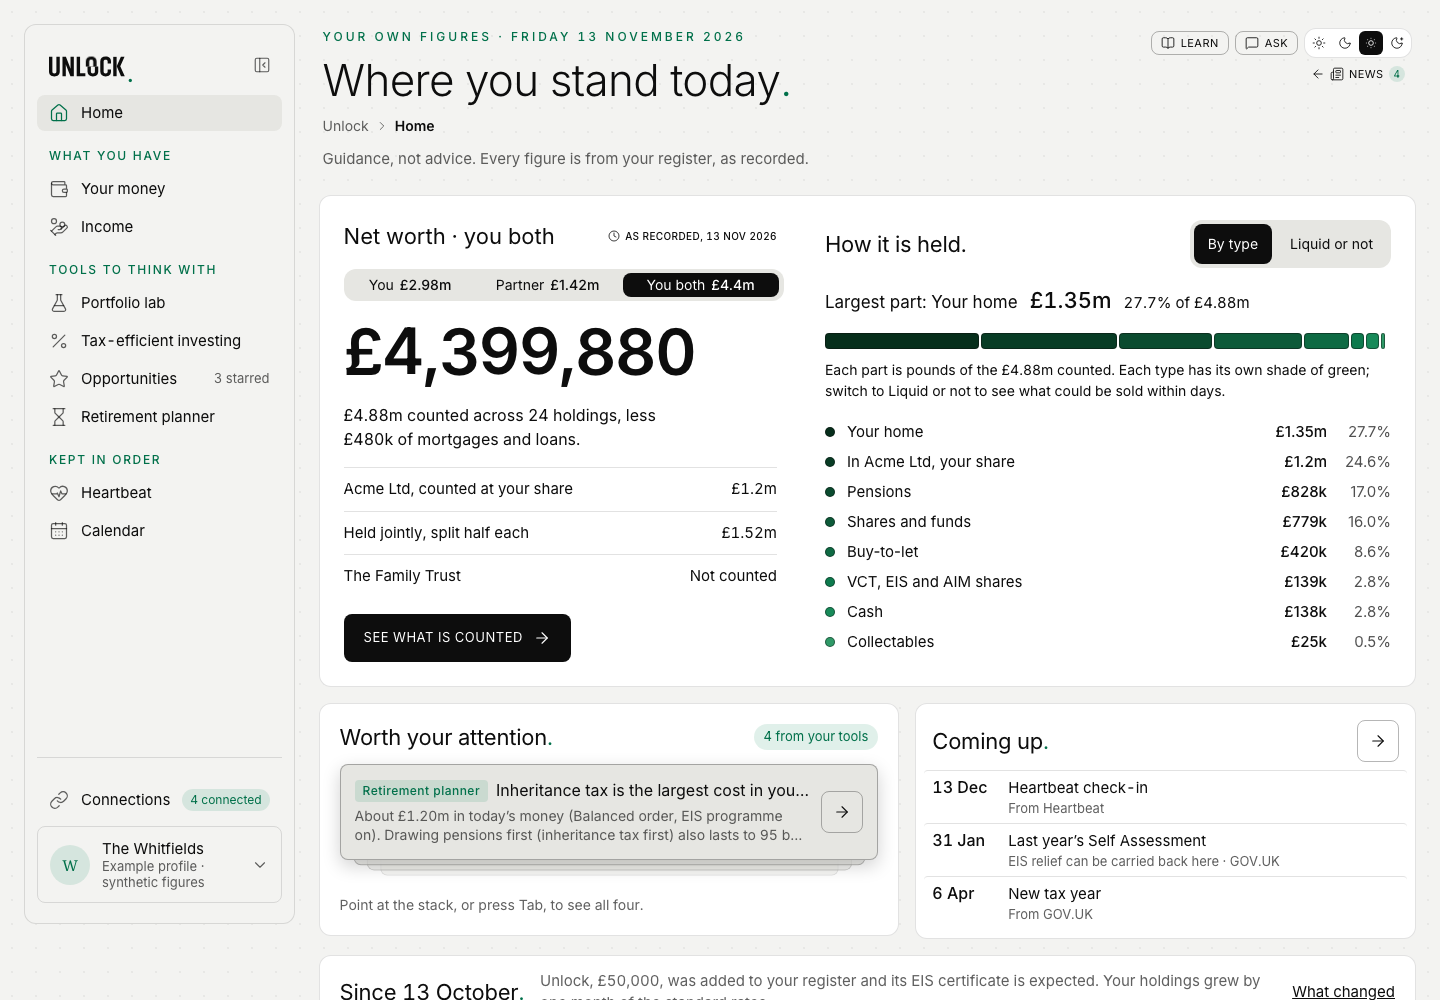 UNLOCK.
Home
WHAT YOU HAVE
Your money
Income
TOOLS TO THINK WITH
Portfolio lab
Tax-efficient investing
Opportunities 3 starred
Retirement planner
KEPT IN ORDER
Heartbeat
Calendar
Connections 4 connected
W
The Whitfields
Example profile ·
synthetic figures
YOUR OWN FIGURES · FRIDAY 13 NOVEMBER 2026
Where you stand today.
Unlock > Home
Guidance, not advice. Every figure is from your register, as recorded.
LEARN
ASK
NEWS 4
Net worth · you both
AS RECORDED, 13 NOV 2026
You £2.98m Partner £1.42m You both £4.4m
£4,399,880
£4.88m counted across 24 holdings, less
£480k of mortgages and loans.
Acme Ltd, counted at your share £1.2m
Held jointly, split half each £1.52m
The Family Trust Not counted
SEE WHAT IS COUNTED
How it is held.
By type Liquid or not
Largest part: Your home £1.35m 27.7% of £4.88m
Each part is pounds of the £4.88m counted. Each type has its own shade of green;
switch to Liquid or not to see what could be sold within days.
Your home £1.35m 27.7%
In Acme Ltd, your share £1.2m 24.6%
Pensions £828k 17.0%
Shares and funds £779k 16.0%
Buy-to-let £420k 8.6%
VCT, EIS and AIM shares £139k 2.8%
Cash £138k 2.8%
Collectables £25k 0.5%
Worth your attention.
4 from your tools
Retirement planner Inheritance tax is the largest cost in you…
About £1.20m in today’s money (Balanced order, EIS programme
on). Drawing pensions first (inheritance tax first) also lasts to 95 b…
Point at the stack, or press Tab, to see all four.
Coming up.
13 Dec Heartbeat check-in
From Heartbeat
31 Jan Last year’s Self Assessment
EIS relief can be carried back here · GOV.UK
6 Apr New tax year
From GOV.UK
Since 13 October.
Unlock, £50,000, was added to your register and its EIS certificate is expected. Your holdings grew by
What changed